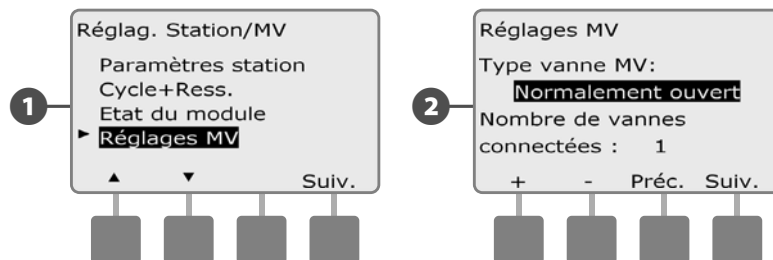 1
Réglag. Station/MV
Paramètres station
Cycle+Ress.
Etat du module
► Réglages MV
▲ ▼ Suiv.
2
Réglages MV
Type vanne MV:
Normalement ouvert
Nombre de vannes
connectées : 1
+ - Préc. Suiv.